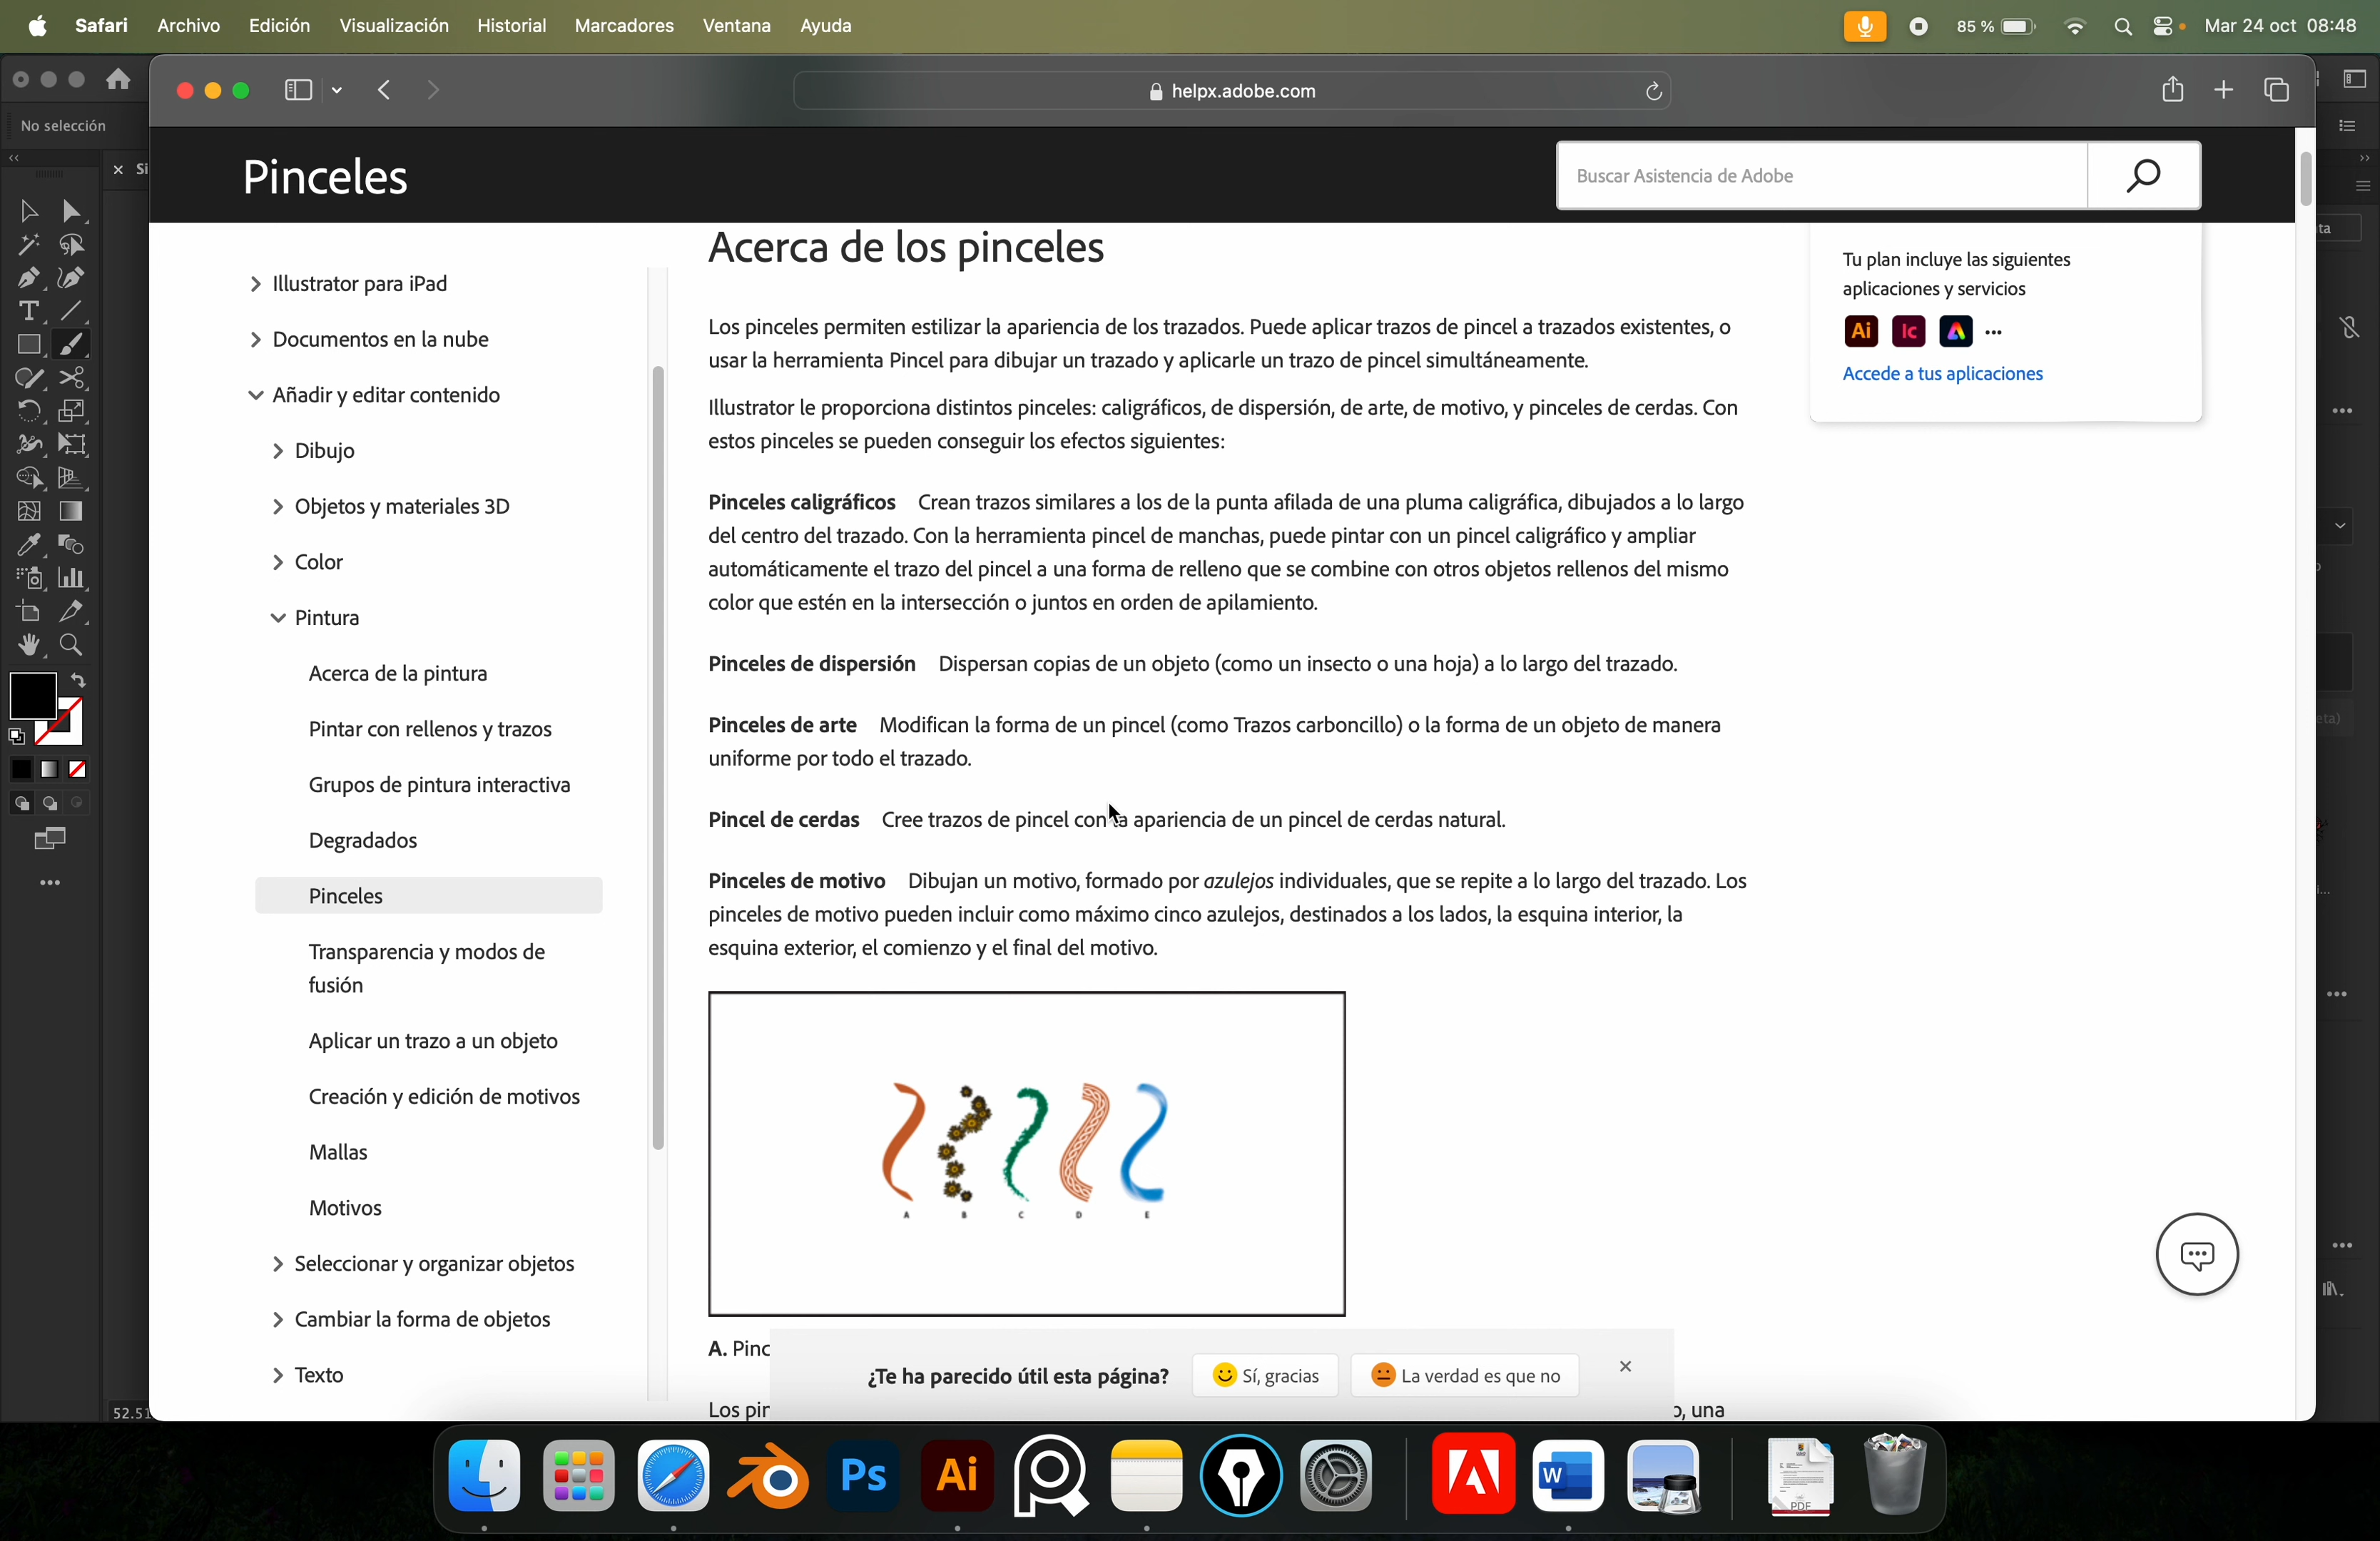 Safari Archivo Edición Visualización Historial Marcadores Ventana Ayuda 85 % Mar 24 oct 08:48
helpx.adobe.com
No selección
Si
Pinceles
Buscar Asistencia de Adobe
Illustrator para iPad
Documentos en la nube
Añadir y editar contenido
Dibujo
Objetos y materiales 3D
Color
Pintura
Acerca de la pintura
Pintar con rellenos y trazos
Grupos de pintura interactiva
Degradados
Pinceles
Transparencia y modos de
fusión
Aplicar un trazo a un objeto
Creación y edición de motivos
Mallas
Motivos
Seleccionar y organizar objetos
Cambiar la forma de objetos
Texto
Acerca de los pinceles
Los pinceles permiten estilizar la apariencia de los trazados. Puede aplicar trazos de pincel a trazados existentes, o
usar la herramienta Pincel para dibujar un trazado y aplicarle un trazo de pincel simultáneamente.
Illustrator le proporciona distintos pinceles: caligráficos, de dispersión, de arte, de motivo, y pinceles de cerdas. Con
estos pinceles se pueden conseguir los efectos siguientes:
Pinceles caligráficos Crean trazos similares a los de la punta afilada de una pluma caligráfica, dibujados a lo largo
del centro del trazado. Con la herramienta pincel de manchas, puede pintar con un pincel caligráfico y ampliar
automáticamente el trazo del pincel a una forma de relleno que se combine con otros objetos rellenos del mismo
color que estén en la intersección o juntos en orden de apilamiento.
Pinceles de dispersión Dispersan copias de un objeto (como un insecto o una hoja) a lo largo del trazado.
Pinceles de arte Modifican la forma de un pincel (como Trazos carboncillo) o la forma de un objeto de manera
uniforme por todo el trazado.
Pincel de cerdas Cree trazos de pincel con la apariencia de un pincel de cerdas natural.
Pinceles de motivo Dibujan un motivo, formado por azulejos individuales, que se repite a lo largo del trazado. Los
pinceles de motivo pueden incluir como máximo cinco azulejos, destinados a los lados, la esquina interior, la
esquina exterior, el comienzo y el final del motivo.
A B C D E
A. Pinc
Los pin
o, una
¿Te ha parecido útil esta página? Sí, gracias La verdad es que no
Tu plan incluye las siguientes
aplicaciones y servicios
Ai Ic
Accede a tus aplicaciones
ta
eta)
52.51
Ps Ai W PDF